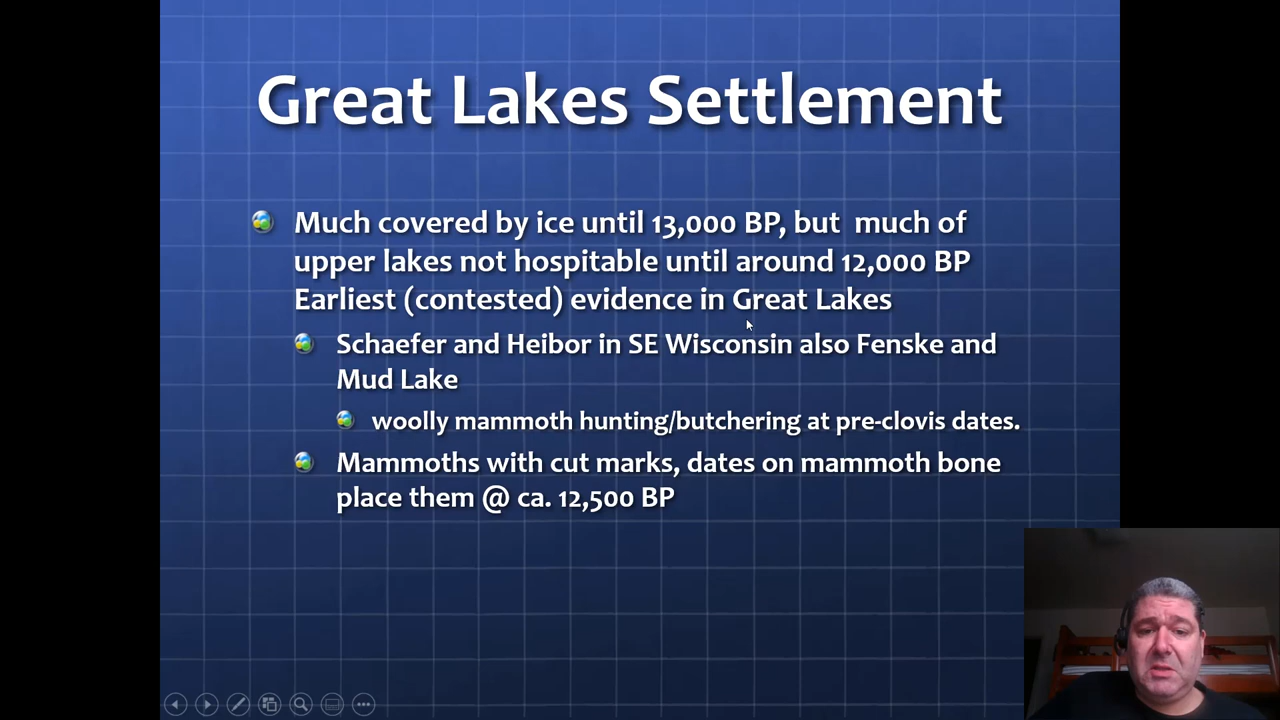 Great Lakes Settlement
Much covered by ice until 13,000 BP, but  much of
upper lakes not hospitable until around 12,000 BP
Earliest (contested) evidence in Great Lakes
Schaefer and Heibor in SE Wisconsin also Fenske and
Mud Lake
woolly mammoth hunting/butchering at pre-clovis dates.
Mammoths with cut marks, dates on mammoth bone
place them @ ca. 12,500 BP